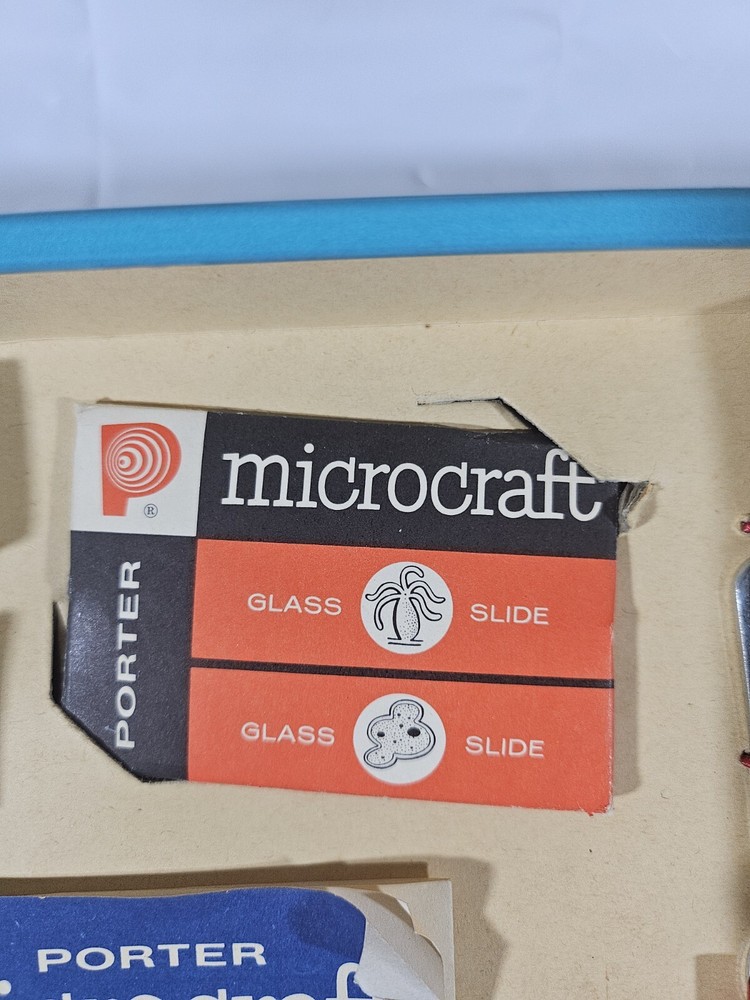 P ®
microcraft
PORTER
GLASS SLIDE
GLASS SLIDE
PORTER